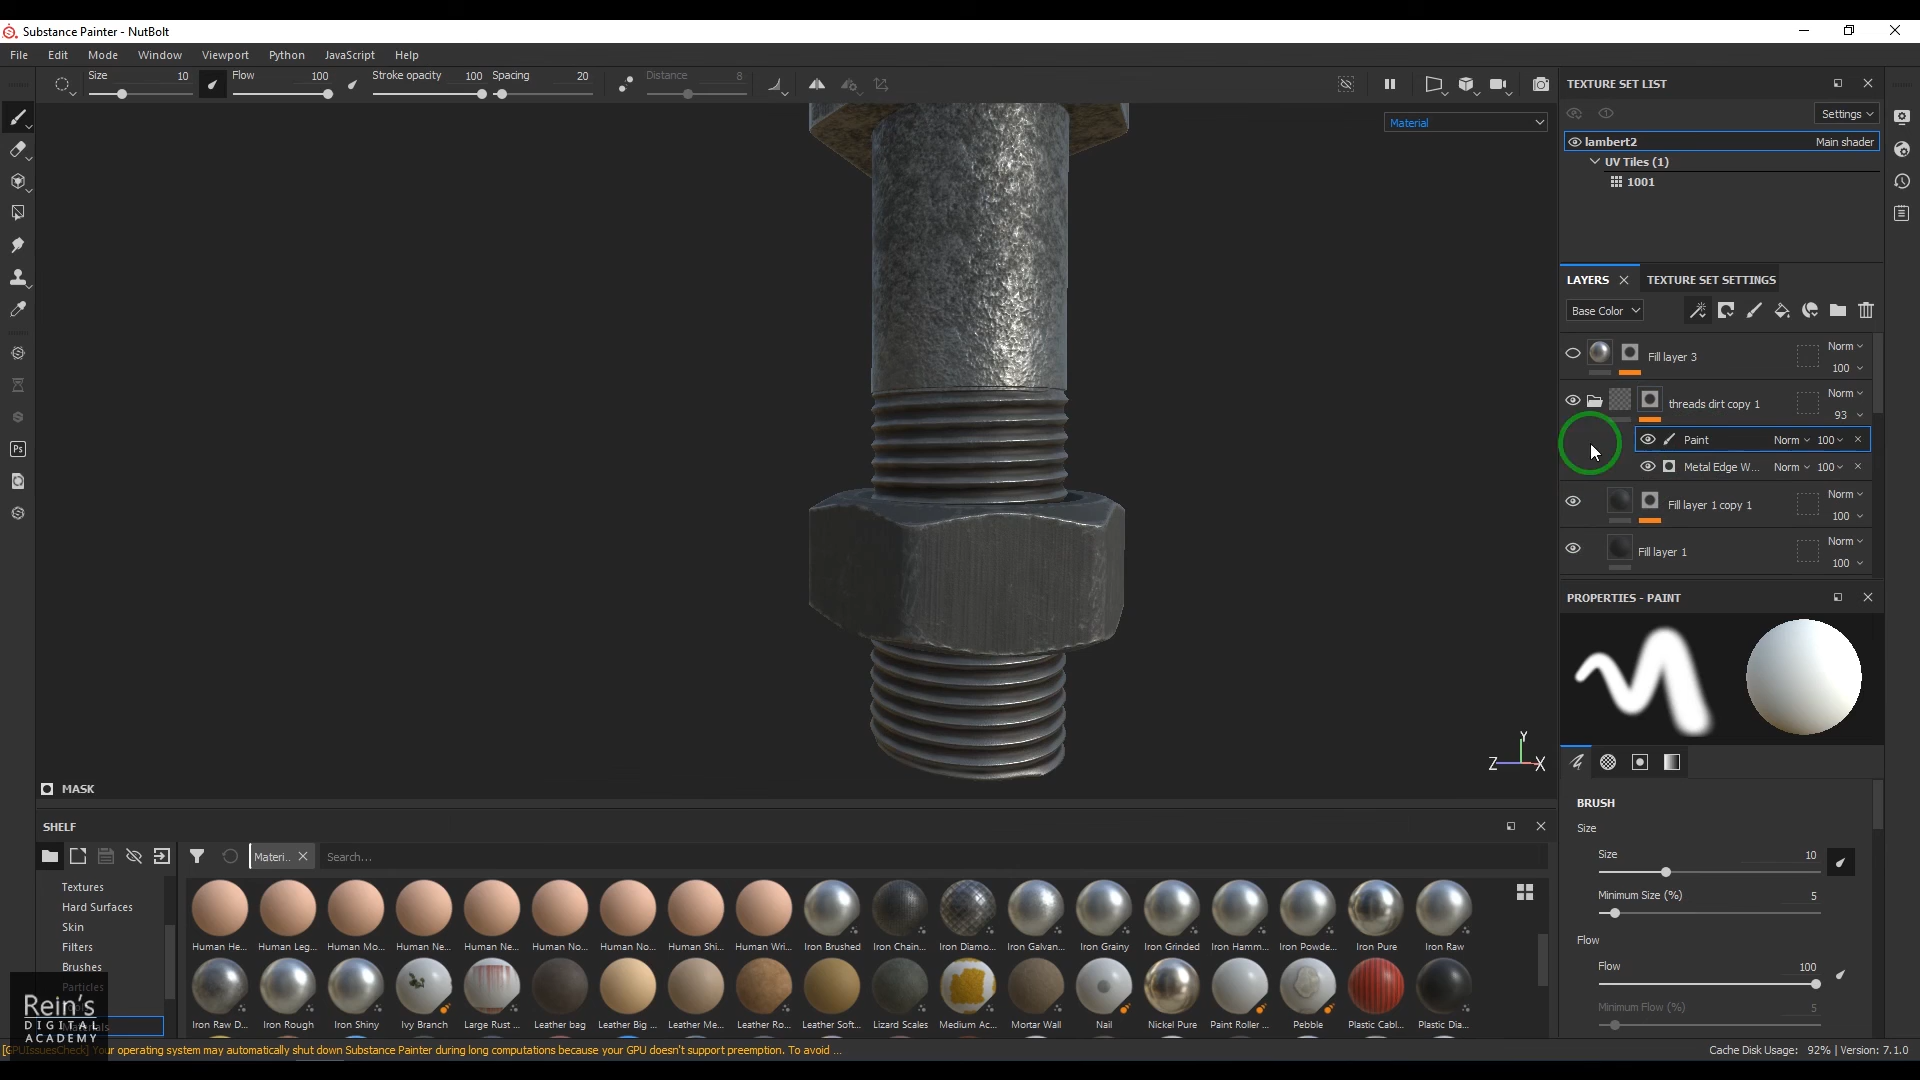 Substance Painter - NutBolt
File Edit Mode Window Viewport Python JavaScript Help
Size 10 Flow 100 Stroke opacity 100 Spacing 20 Distance 8
Material
TEXTURE SET LIST
Settings
lambert2 Main shader
UV Tiles (1)
1001
LAYERS TEXTURE SET SETTINGS
Base Color
Fill layer 3 Norm 100
threads dirt copy 1 Norm 93
Paint Norm 100
Metal Edge W... Norm 100
Fill layer 1 copy 1 Norm 100
Fill layer 1 Norm 100
PROPERTIES - PAINT
BRUSH
Size
Size 10
Minimum Size (%) 5
Flow
Flow 100
Minimum Flow (%) 5
Y
Z X
MASK
SHELF
Materi.. Search...
Textures
Hard Surfaces
Skin
Filters
Brushes
Particles
Human He... Human Leg... Human Mo... Human Ne... Human Ne... Human No... Human No... Human Shi... Human Wri... Iron Brushed Iron Chain... Iron Diamo... Iron Galvan... Iron Grainy Iron Grinded Iron Hamm... Iron Powde... Iron Pure Iron Raw
Iron Raw D... Iron Rough Iron Shiny Ivy Branch Large Rust ... Leather bag Leather Big ... Leather Me... Leather Ro... Leather Soft... Lizard Scales Medium Ac... Mortar Wall Nail Nickel Pure Paint Roller ... Pebble Plastic Cabl... Plastic Dia...
Rein's
DIGITAL
ACADEMY
[GPUIssuesCheck] Your operating system may automatically shut down Substance Painter during long computations because your GPU doesn't support preemption. To avoid ...
Cache Disk Usage: 92% | Version: 7.1.0